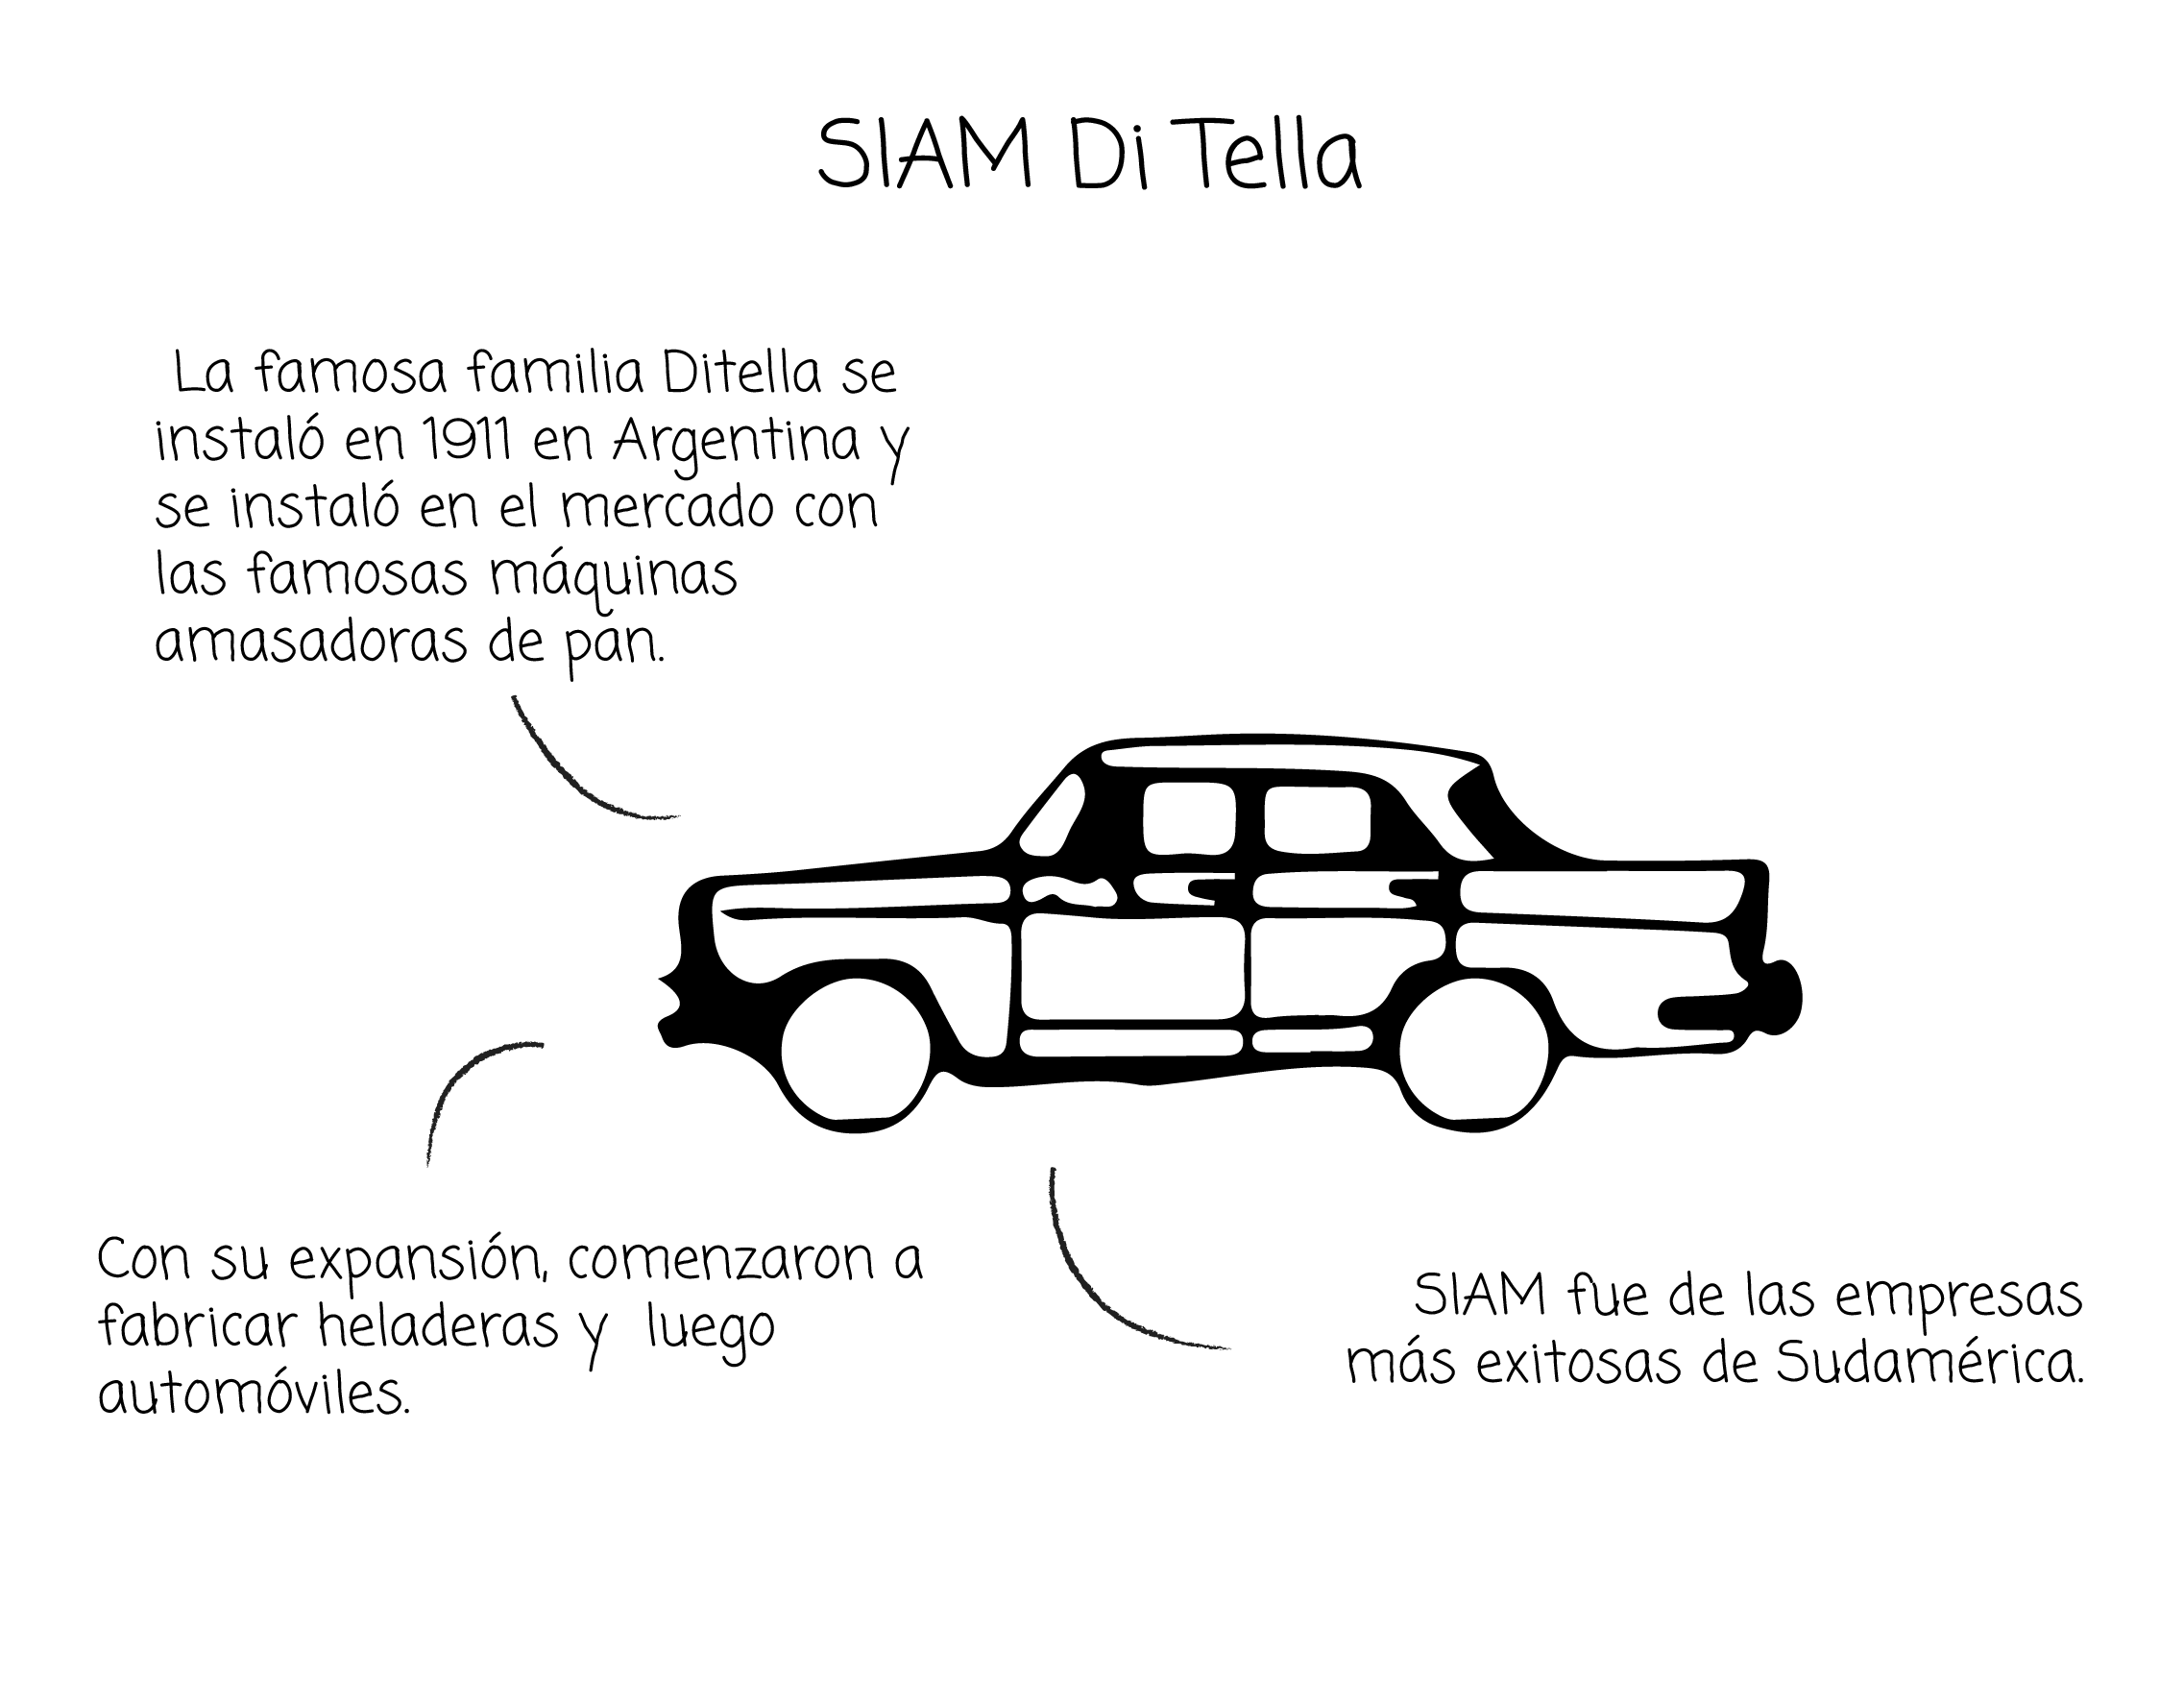 SIAM Di Tella
La famosa familia Ditella se
instaló en 1911 en Argentina y
se instaló en el mercado con
las famosas máquinas
amasadoras de pan.
Con su expansión, comenzaron a
fabricar heladeras y luego
automóviles.
SIAM fue de las empresas
más exitosas de Sudamérica.